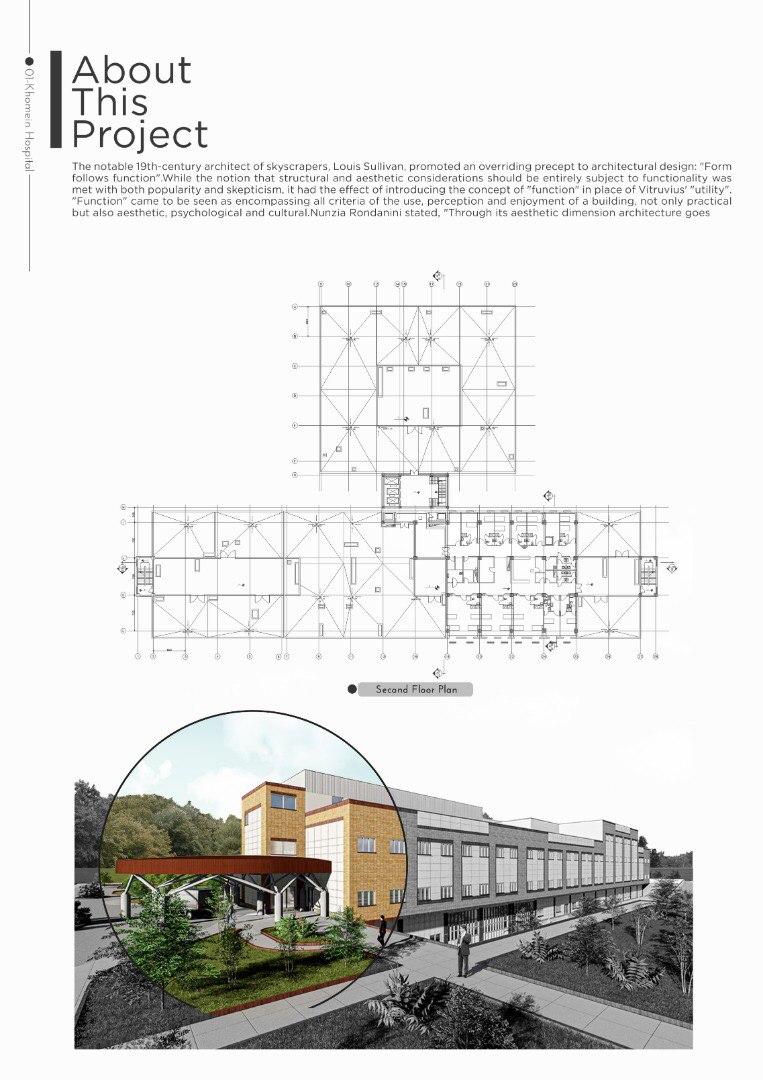 01-Khomein Hospital
About
This
Project
The notable 19th-century architect of skyscrapers, Louis Sullivan, promoted an overriding precept to architectural design: "Form
follows function".While the notion that structural and aesthetic considerations should be entirely subject to functionality was
met with both popularity and skepticism, it had the effect of introducing the concept of "function" in place of Vitruvius' "utility".
"Function" came to be seen as encompassing all criteria of the use, perception and enjoyment of a building, not only practical
but also aesthetic, psychological and cultural.Nunzia Rondanini stated, "Through its aesthetic dimension architecture goes
Second Floor Plan